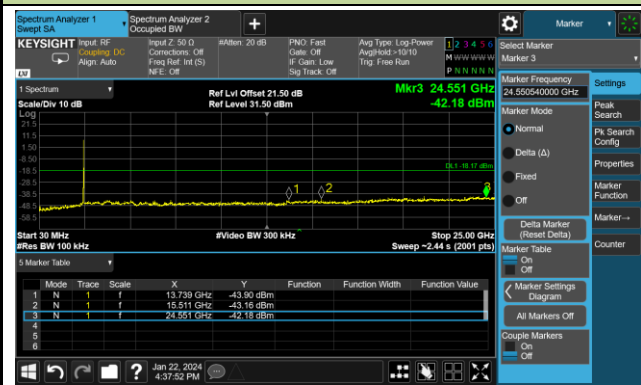 Spectrum Analyzer 1
Swept SA
Spectrum Analyzer 2
Occupied BW
Marker
KEYSIGHT
Input: RF
Coupling: DC
Align: Auto
Input Z: 50 Ω
Corrections: Off
Freq Ref: Int (S)
NFE: Off
#Atten: 20 dB
PNO: Fast
Gate: Off
IF Gain: Low
Sig Track: Off
Avg Type: Log-Power
Avg|Hold:>10/10
Trig: Free Run
1 2 3 4 5 6
M W W W W W
P N N N N N
LXI
Select Marker
Marker 3
1 Spectrum
Scale/Div 10 dB
Ref Lvl Offset 21.50 dB
Ref Level 31.50 dBm
Mkr3 24.551 GHz
-42.18 dBm
Log
21.5
11.5
1.50
-8.50
-18.5
-28.5
-38.5
-48.5
-58.5
DL1 -18.17 dBm
1
2
3
Start 30 MHz
#Res BW 100 kHz
#Video BW 300 kHz
Stop 25.00 GHz
Sweep ~2.44 s (2001 pts)
5 Marker Table
Mode Trace Scale X Y Function Function Width Function Value
1 N 1 f 13.739 GHz -43.90 dBm
2 N 1 f 15.511 GHz -43.16 dBm
3 N 1 f 24.551 GHz -42.18 dBm
4
5
6
Marker Frequency
24.550540000 GHz
Marker Mode
Normal
Delta (Δ)
Fixed
Off
Delta Marker
(Reset Delta)
Marker Table
On
Off
Marker Settings
Diagram
All Markers Off
Couple Markers
On
Off
Settings
Peak
Search
Pk Search
Config
Properties
Marker
Function
Marker→
Counter
?
Jan 22, 2024
4:37:52 PM